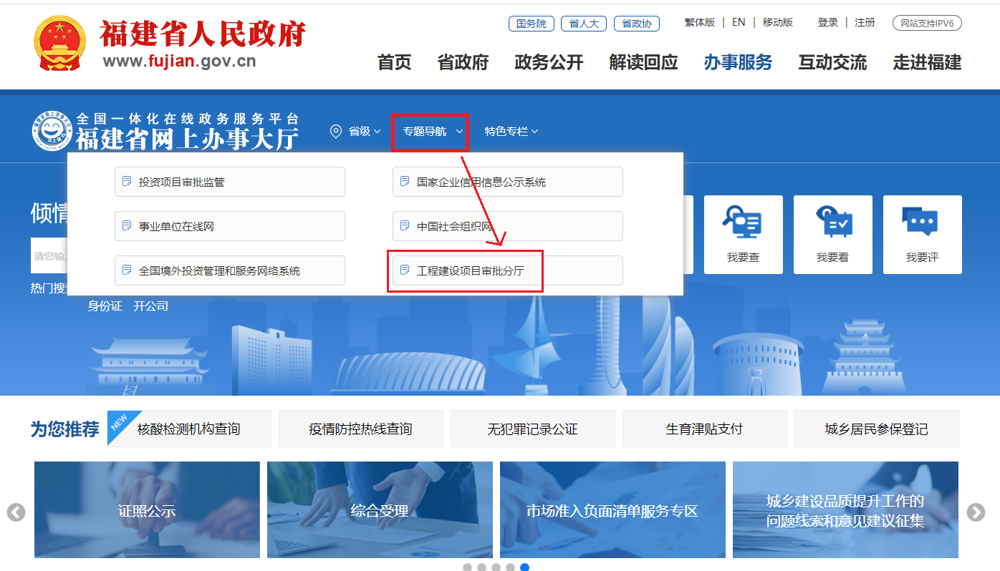 福建省人民政府
www.fujian.gov.cn
国务院 省人大 省政协 繁体版 EN 移动版 登录 注册 网站支持IPV6
首页 省政府 政务公开 解读回应 办事服务 互动交流 走进福建
全国一体化在线政务服务平台
福建省网上办事大厅
省级 专题导航 特色专栏
投资项目审批监管 国家企业信用信息公示系统
事业单位在线网 中国社会组织网
全国境外投资管理和服务网络系统 工程建设项目审批分厅
倾情
请您输入
热门搜索
身份证 开公司
我要查 我要看 我要评
为您推荐 NEW 核酸检测机构查询 疫情防控热线查询 无犯罪记录公证 生育津贴支付 城乡居民参保登记
证照公示 综合受理 市场准入负面清单服务专区 城乡建设品质提升工作的
问题线索和意见建议征集